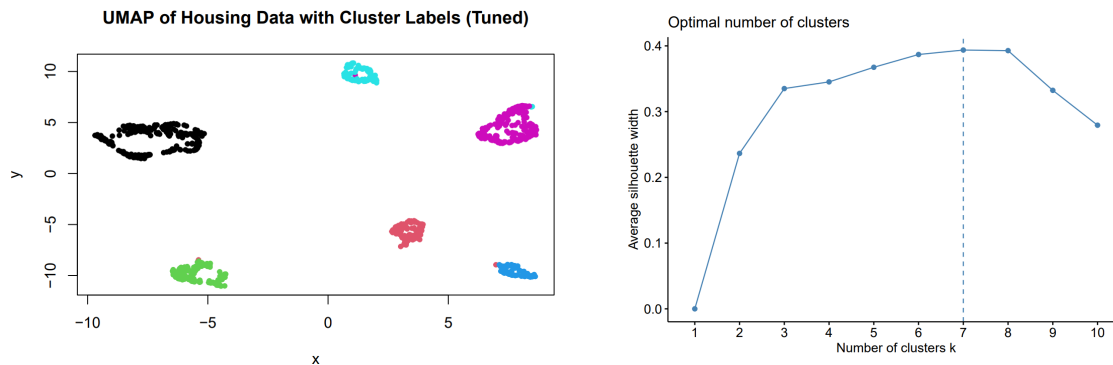 UMAP of Housing Data with Cluster Labels (Tuned)
y
10
5
0
−5
−10
−10
−5
0
5
x
Optimal number of clusters
Average silhouette width
0.4
0.3
0.2
0.1
0.0
1 2 3 4 5 6 7 8 9 10
Number of clusters k